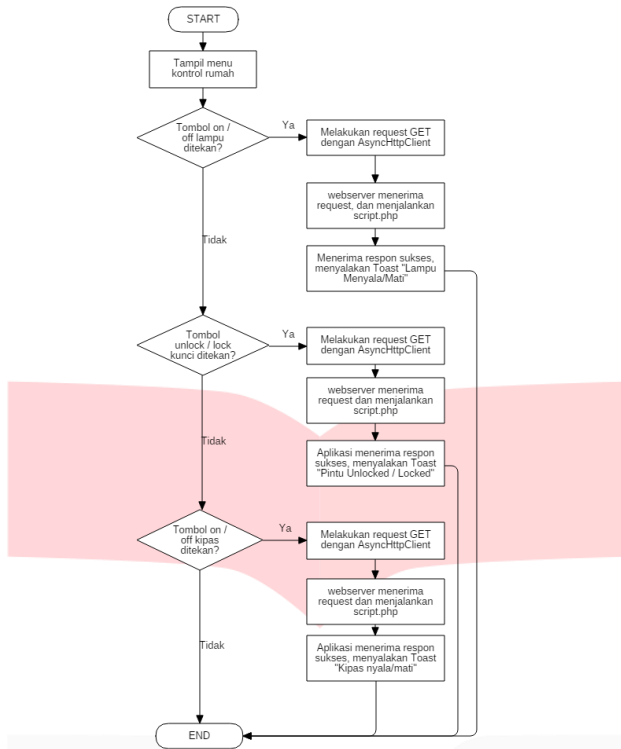 START
Tampil menu
kontrol rumah
Tombol on /
off lampu
ditekan?
Ya
Melakukan request GET
dengan AsyncHttpClient
webserver menerima
request, dan menjalankan
script.php
Menerima respon sukses,
menyalakan Toast "Lampu
Menyala/Mati"
Tidak
Tombol
unlock / lock
kunci ditekan?
Ya
Melakukan request GET
dengan AsyncHttpClient
webserver menerima
request dan menjalankan
script.php
Aplikasi menerima respon
sukses, menyalakan Toast
"Pintu Unlocked / Locked"
Tidak
Tombol on /
off kipas
ditekan?
Ya
Melakukan request GET
dengan AsyncHttpClient
webserver menerima
request dan menjalankan
script.php
Aplikasi menerima respon
sukses, menyalakan Toast
"Kipas nyala/mati"
Tidak
END